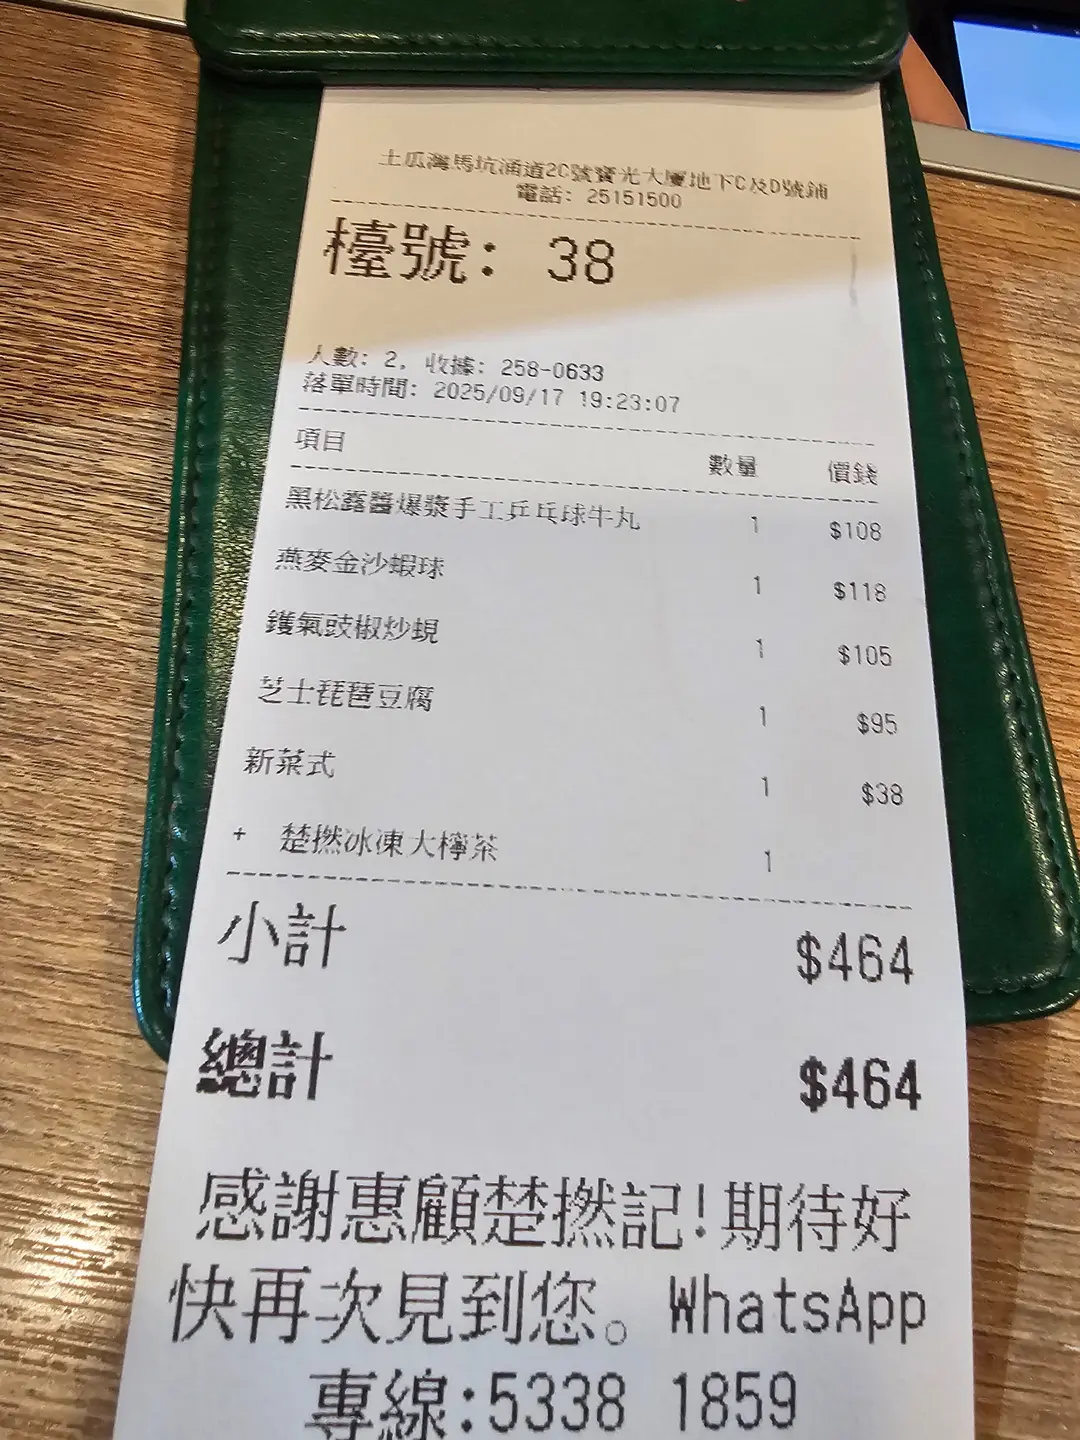 土瓜灣馬坑涌道2C號寶光大廈地下C及D號鋪
電話: 25151500
檯號: 38
人數: 2, 收據: 258-0633
落單時間: 2025/09/17 19:23:07
項目 數量 價錢
黑松露醬爆漿手工乒乓球牛丸 1 $108
燕麥金沙蝦球 1 $118
鑊氣豉椒炒蜆 1 $105
芝士琵琶豆腐 1 $95
新菜式 1 $38
+ 楚撚冰凍大檸茶 1
小計 $464
總計 $464
感謝惠顧楚撚記!期待好
快再次見到您。WhatsApp
專線:5338 1859